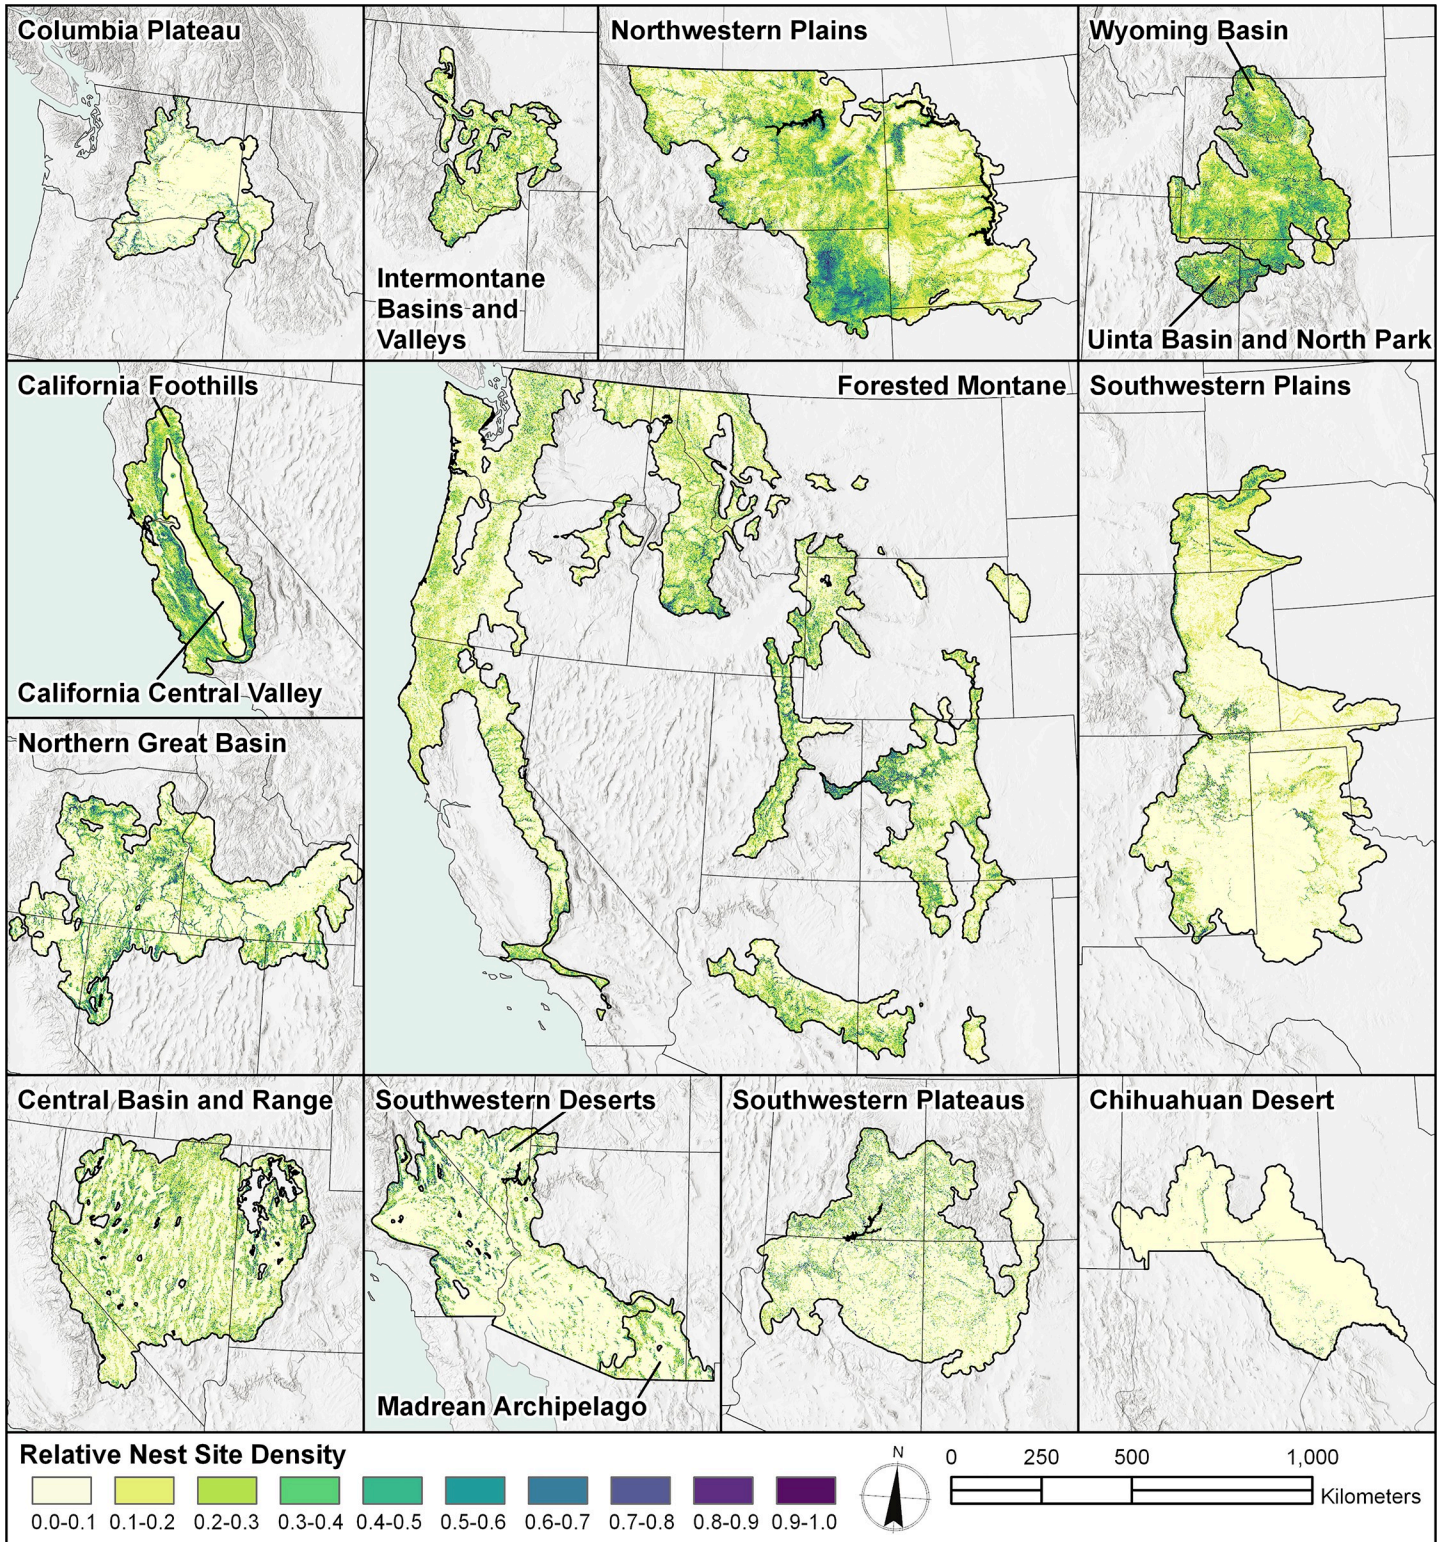 Columbia Plateau
Intermontane
Basins and
Valleys
Northwestern Plains
Wyoming Basin
Uinta Basin and North Park
California Foothills
California Central Valley
Forested Montane
Southwestern Plains
Northern Great Basin
Central Basin and Range
Southwestern Deserts
Madrean Archipelago
Southwestern Plateaus
Chihuahuan Desert
Relative Nest Site Density
0.0-0.1 0.1-0.2 0.2-0.3 0.3-0.4 0.4-0.5 0.5-0.6 0.6-0.7 0.7-0.8 0.8-0.9 0.9-1.0
N
0 250 500 1,000
Kilometers